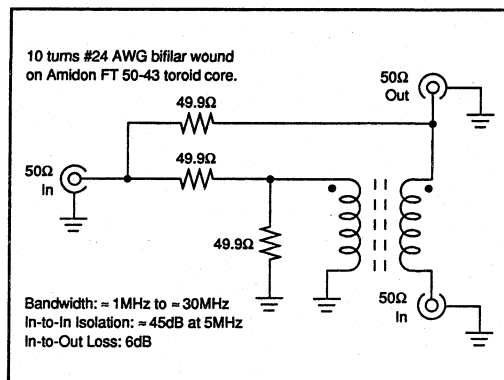 10 turns #24 AWG bifilar wound
on Amidon FT 50-43 toroid core.
50Ω
Out
49.9Ω
49.9Ω
50Ω
In
49.9Ω
50Ω
In
Bandwidth: ≈ 1MHz to ≈ 30MHz
In-to-In Isolation: ≈ 45dB at 5MHz
In-to-Out Loss: 6dB